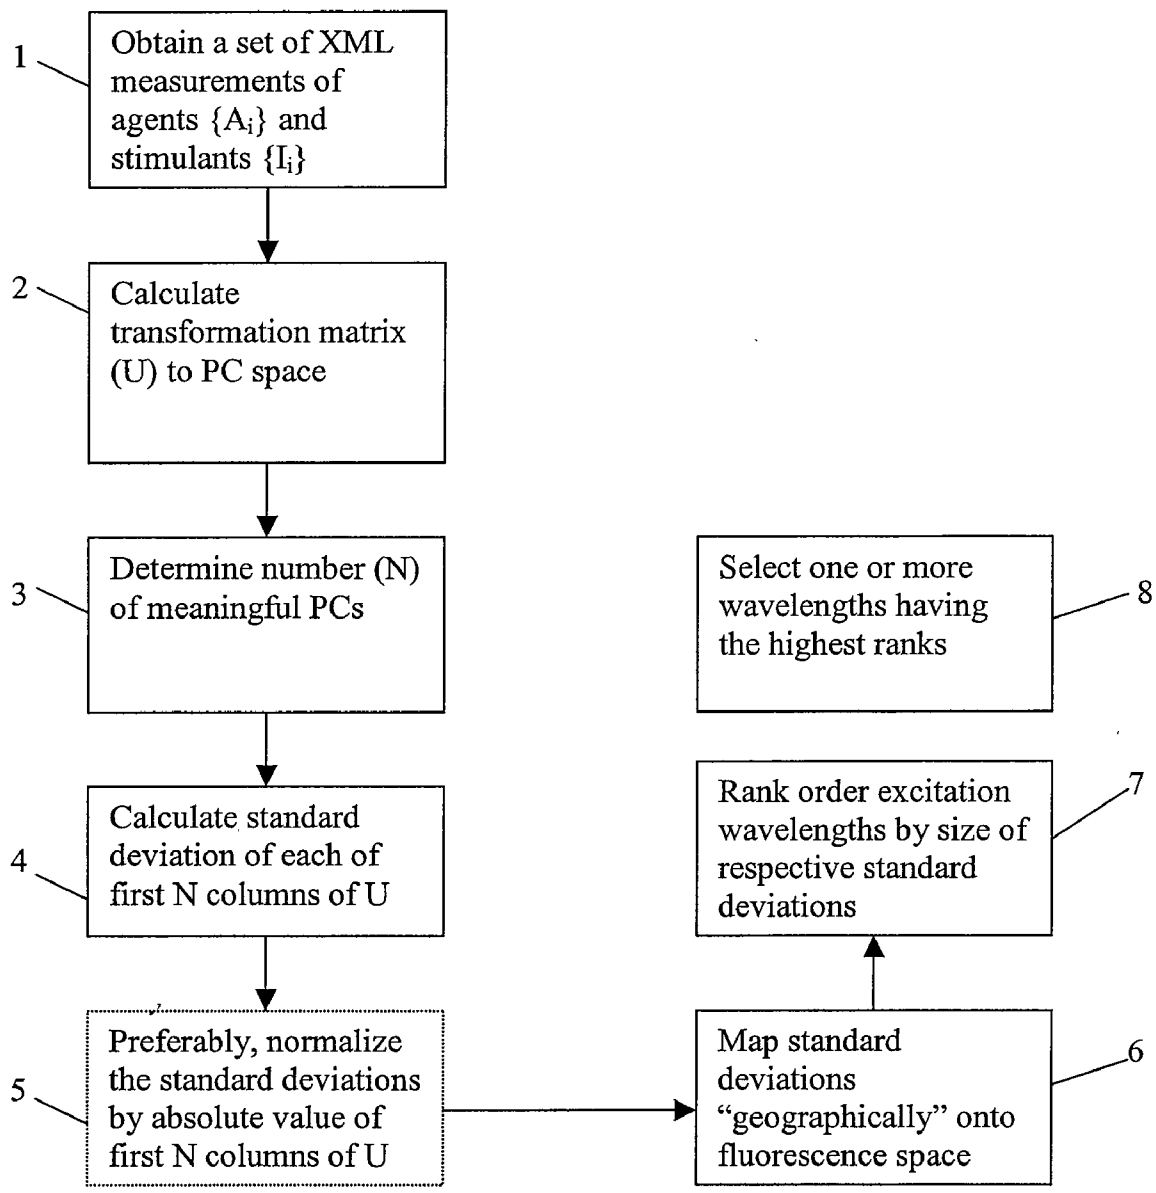 1
Obtain a set of XML
measurements of
agents {Aᵢ} and
stimulants {Iᵢ}
2
Calculate
transformation matrix
(U) to PC space
3
Determine number (N)
of meaningful PCs
4
Calculate standard
deviation of each of
first N columns of U
5
Preferably, normalize
the standard deviations
by absolute value of
first N columns of U
6
Map standard
deviations
“geographically” onto
fluorescence space
7
Rank order excitation
wavelengths by size of
respective standard
deviations
8
Select one or more
wavelengths having
the highest ranks